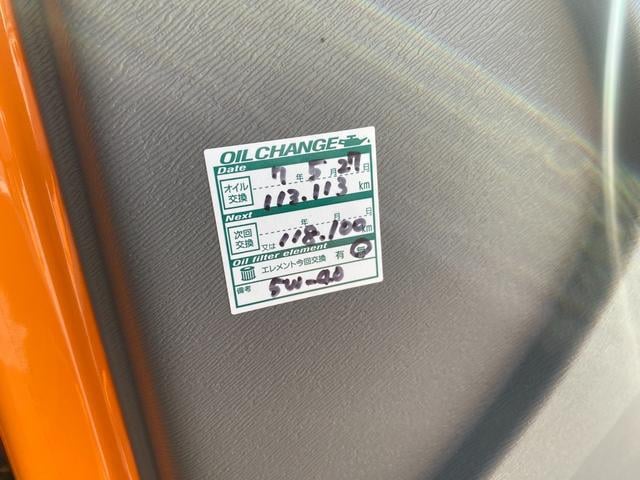 OIL CHANGE
Date
7年 5月 27日
オイル交換 113.113 km
Next
年 月 日
次回交換 又は 118.100 km
Oil filter element
エレメント今回交換 有
備考 5W-40